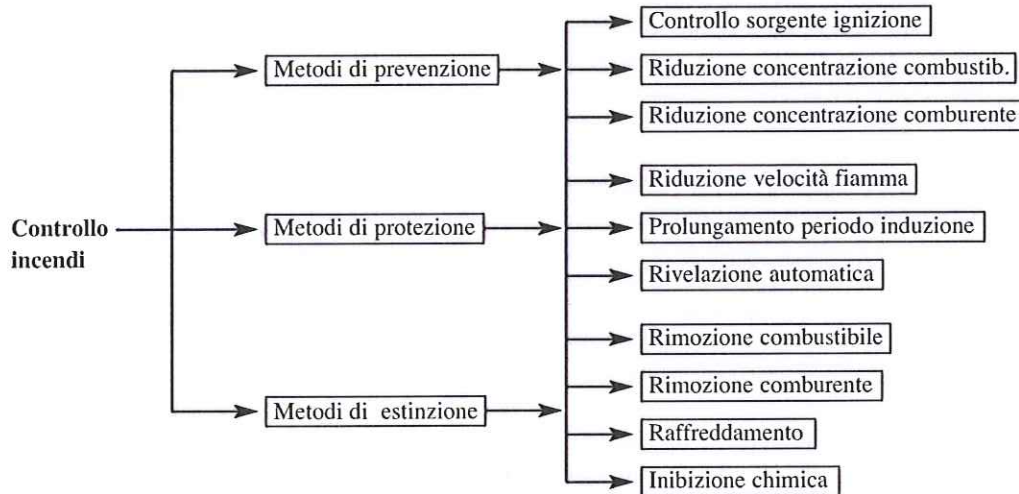 Controllo incendi
Metodi di prevenzione
Controllo sorgente ignizione
Riduzione concentrazione combustib.
Riduzione concentrazione comburente
Metodi di protezione
Riduzione velocità fiamma
Prolungamento periodo induzione
Rivelazione automatica
Metodi di estinzione
Rimozione combustibile
Rimozione comburente
Raffreddamento
Inibizione chimica